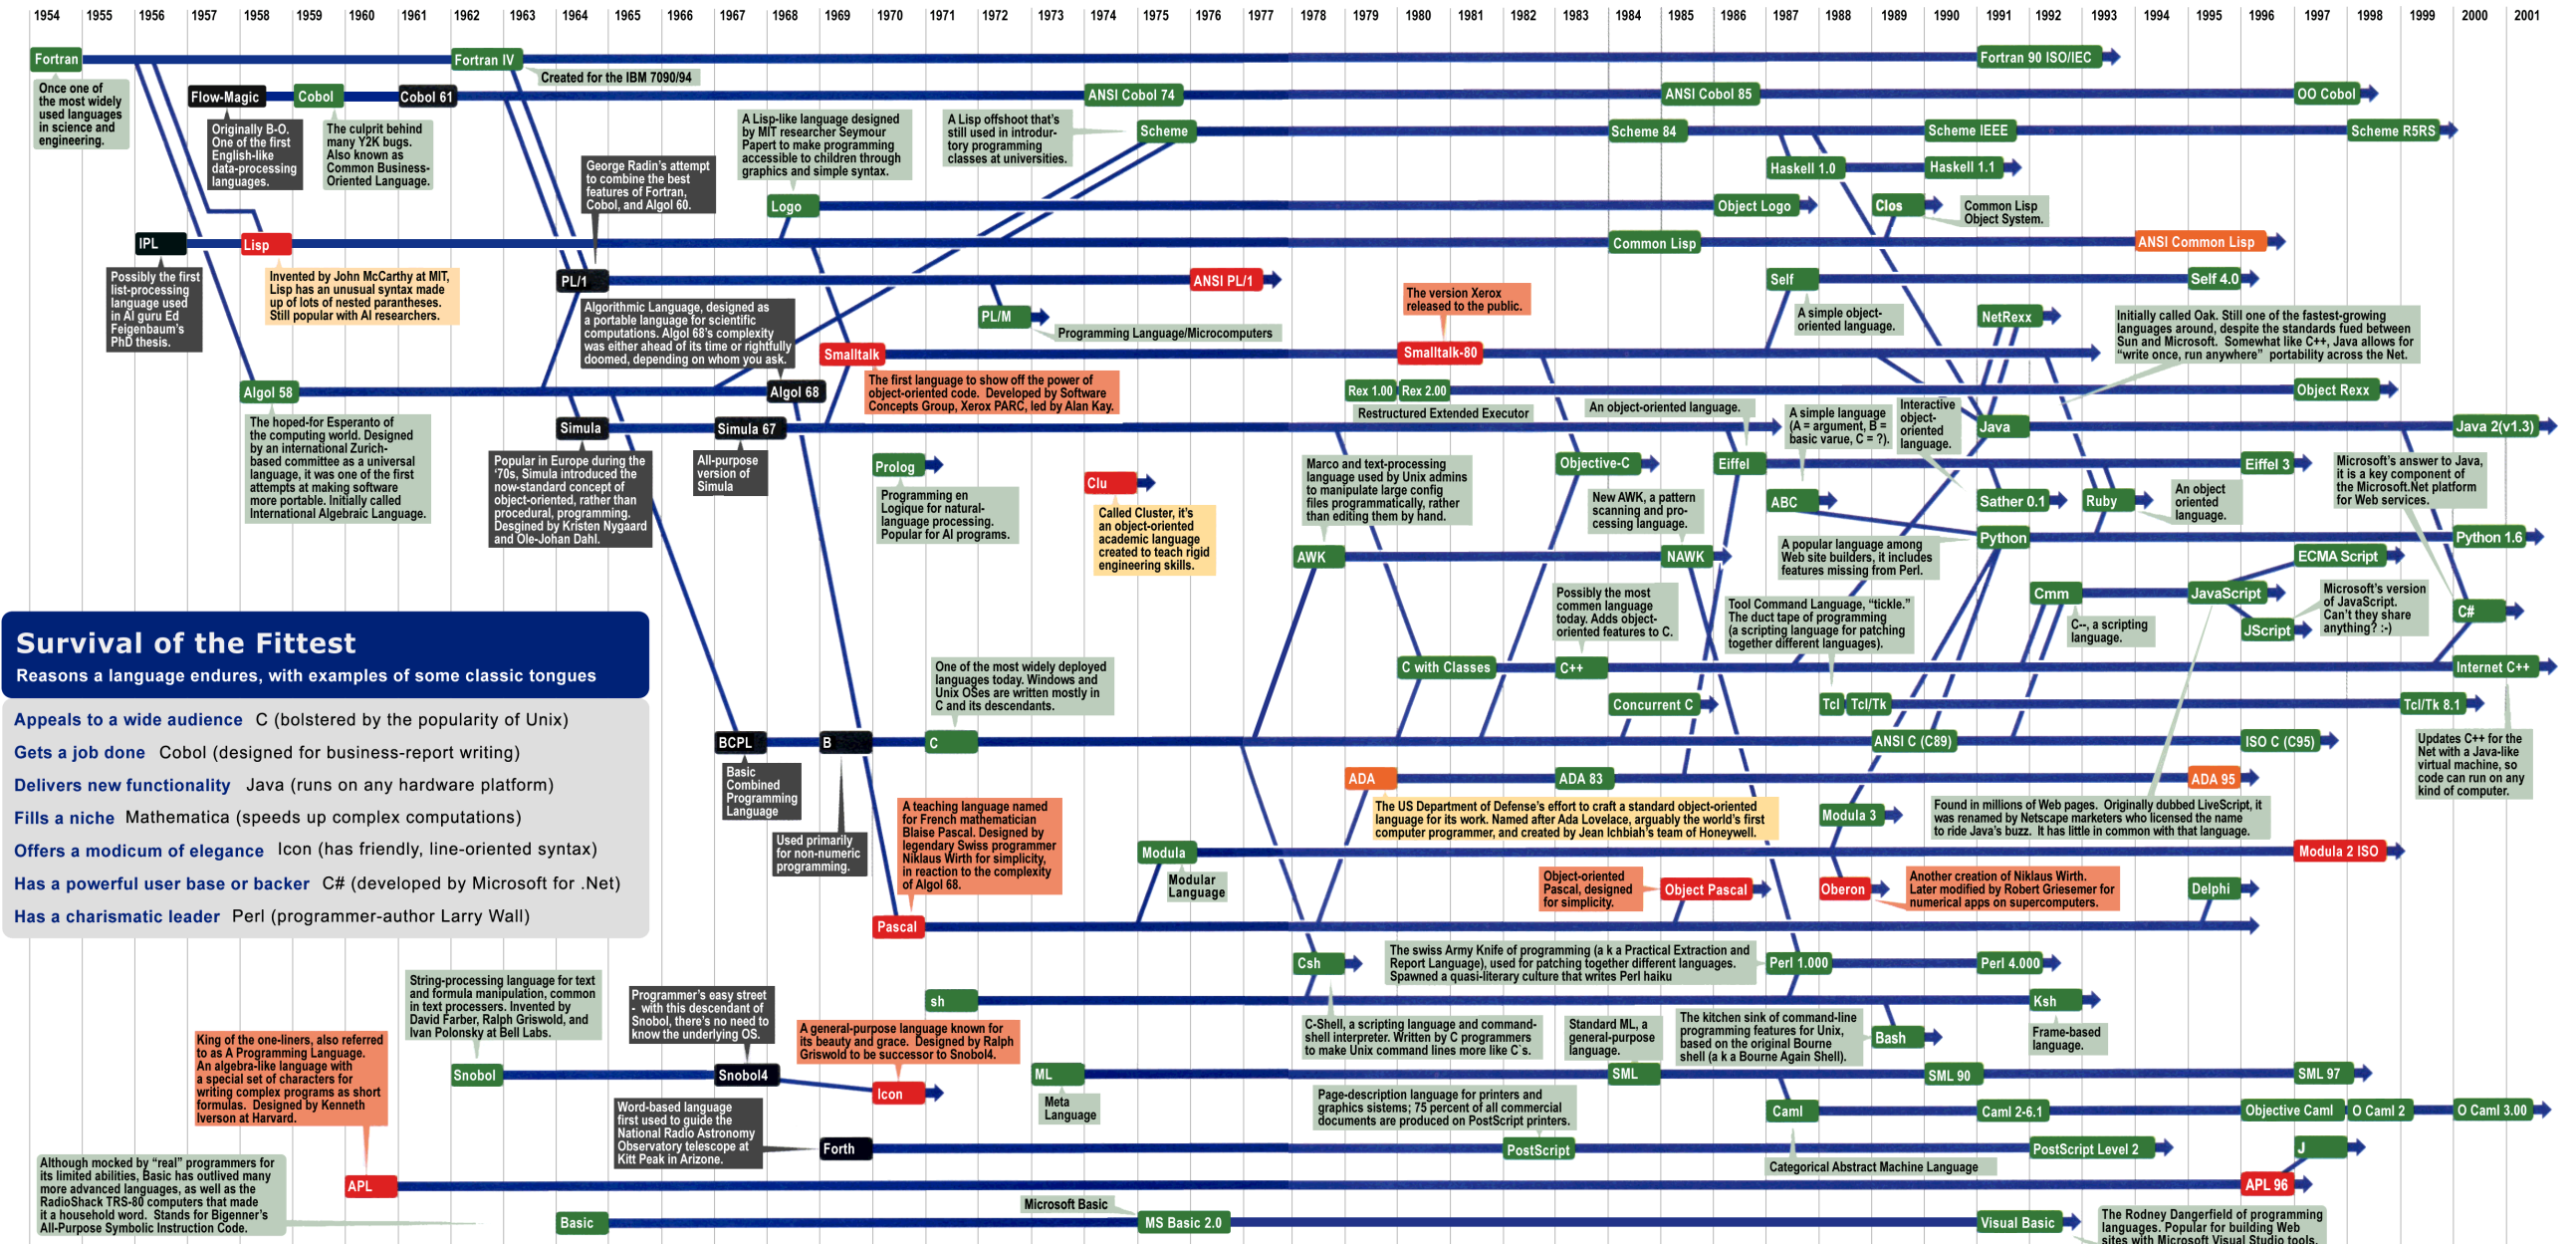 1954 1955 1956 1957 1958 1959 1960 1961 1962 1963 1964 1965 1966 1967 1968 1969 1970 1971 1972 1973 1974 1975 1976 1977 1978 1979 1980 1981 1982 1983 1984 1985 1986 1987 1988 1989 1990 1991 1992 1993 1994 1995 1996 1997 1998 1999 2000 2001
Fortran
Fortran IV
Fortran 90 ISO/IEC
Created for the IBM 7090/94
Once one of
the most widely
used languages
in science and
engineering.
Flow-Magic
Cobol
Cobol 61
ANSI Cobol 74
ANSI Cobol 85
OO Cobol
Originally B-O.
One of the first
English-like
data-processing
languages.
The culprit behind
many Y2K bugs.
Also known as
Common Business-
Oriented Language.
A Lisp-like language designed
by MIT researcher Seymour
Papert to make programming
accessible to children through
graphics and simple syntax.
A Lisp offshoot that's
still used in introdur-
tory programming
classes at universities.
Scheme
Scheme 84
Scheme IEEE
Scheme R5RS
George Radin's attempt
to combine the best
features of Fortran,
Cobol, and Algol 60.
Haskell 1.0
Haskell 1.1
Logo
Object Logo
Clos
Common Lisp
Object System.
IPL
Lisp
Common Lisp
ANSI Common Lisp
Possibly the first
list-processing
language used
in AI guru Ed
Feigenbaum's
PhD thesis.
Invented by John McCarthy at MIT,
Lisp has an unusual syntax made
up of lots of nested parantheses.
Still popular with AI researchers.
PL/1
ANSI PL/1
Self
Self 4.0
Algorithmic Language, designed as
a portable language for scientific
computations. Algol 68's complexity
was either ahead of its time or rightfully
doomed, depending on whom you ask.
PL/M
Programming Language/Microcomputers
The version Xerox
released to the public.
A simple object-
oriented language.
NetRexx
Initially called Oak. Still one of the fastest-growing
languages around, despite the standards fued between
Sun and Microsoft. Somewhat like C++, Java allows for
“write once, run anywhere” portability across the Net.
Smalltalk
Smalltalk-80
The first language to show off the power of
object-oriented code. Developed by Software
Concepts Group, Xerox PARC, led by Alan Kay.
Algol 58
Algol 68
Rex 1.00
Rex 2.00
Object Rexx
Restructured Extended Executor
The hoped-for Esperanto of
the computing world. Designed
by an international Zurich-
based committee as a universal
language, it was one of the first
attempts at making software
more portable. Initially called
International Algebraic Language.
An object-oriented language.
A simple language
(A = argument, B =
basic varue, C = ?).
Interactive
object-
oriented
language.
Simula
Simula 67
Java
Java 2(v1.3)
Popular in Europe during the
‘70s, Simula introduced the
now-standard concept of
object-oriented, rather than
procedural, programming.
Desgined by Kristen Nygaard
and Ole-Johan Dahl.
All-purpose
version of
Simula
Prolog
Programming en
Logique for natural-
language processing.
Popular for AI programs.
Clu
Called Cluster, it's
an object-oriented
academic language
created to teach rigid
engineering skills.
Marco and text-processing
language used by Unix admins
to manipulate large config
files programmatically, rather
than editing them by hand.
Objective-C
Eiffel
Eiffel 3
Microsoft's answer to Java,
it is a key component of
the Microsoft.Net platform
for Web services.
New AWK, a pattern
scanning and pro-
cessing language.
ABC
Sather 0.1
Ruby
An object
oriented
language.
A popular language among
Web site builders, it includes
features missing from Perl.
Python
Python 1.6
AWK
NAWK
ECMA Script
Possibly the most
commen language
today. Adds object-
oriented features to C.
Tool Command Language, “tickle.”
The duct tape of programming
(a scripting language for patching
together different languages).
Cmm
JavaScript
Microsoft's version
of JavaScript.
Can't they share
anything? :-)
C#
C--, a scripting
language.
JScript
Survival of the Fittest
Reasons a language endures, with examples of some classic tongues
Appeals to a wide audience C (bolstered by the popularity of Unix)
Gets a job done Cobol (designed for business-report writing)
Delivers new functionality Java (runs on any hardware platform)
Fills a niche Mathematica (speeds up complex computations)
Offers a modicum of elegance Icon (has friendly, line-oriented syntax)
Has a powerful user base or backer C# (developed by Microsoft for .Net)
Has a charismatic leader Perl (programmer-author Larry Wall)
One of the most widely deployed
languages today. Windows and
Unix OSes are written mostly in
C and its descendants.
C with Classes
C++
Internet C++
Concurrent C
Tcl
Tcl/Tk
Tcl/Tk 8.1
BCPL
B
C
ANSI C (C89)
ISO C (C95)
Updates C++ for the
Net with a Java-like
virtual machine, so
code can run on any
kind of computer.
Basic
Combined
Programming
Language
ADA
ADA 83
ADA 95
The US Department of Defense's effort to craft a standard object-oriented
language for its work. Named after Ada Lovelace, arguably the world's first
computer programmer, and created by Jean Ichbiah's team of Honeywell.
Used primarily
for non-numeric
programming.
A teaching language named
for French mathematician
Blaise Pascal. Designed by
legendary Swiss programmer
Niklaus Wirth for simplicity,
in reaction to the complexity
of Algol 68.
Modula 3
Found in millions of Web pages. Originally dubbed LiveScript, it
was renamed by Netscape marketers who licensed the name
to ride Java's buzz. It has little in common with that language.
Modula
Modula 2 ISO
Modular
Language
Object-oriented
Pascal, designed
for simplicity.
Object Pascal
Oberon
Another creation of Niklaus Wirth.
Later modified by Robert Griesemer for
numerical apps on supercomputers.
Delphi
Pascal
Csh
The swiss Army Knife of programming (a k a Practical Extraction and
Report Language), used for patching together different languages.
Spawned a quasi-literary culture that writes Perl haiku
Perl 1.000
Perl 4.000
String-processing language for text
and formula manipulation, common
in text processers. Invented by
David Farber, Ralph Griswold, and
Ivan Polonsky at Bell Labs.
Programmer's easy street
- with this descendant of
Snobol, there's no need to
know the underlying OS.
sh
Ksh
King of the one-liners, also referred
to as A Programming Language.
An algebra-like language with
a special set of characters for
writing complex programs as short
formulas. Designed by Kenneth
Iverson at Harvard.
A general-purpose language known for
its beauty and grace. Designed by Ralph
Griswold to be successor to Snobol4.
C-Shell, a scripting language and command-
shell interpreter. Written by C programmers
to make Unix command lines more like C`s.
Standard ML, a
general-purpose
language.
The kitchen sink of command-line
programming features for Unix,
based on the original Bourne
shell (a k a Bourne Again Shell).
Bash
Frame-based
language.
Snobol
Snobol4
Icon
ML
SML
SML 90
SML 97
Meta
Language
Page-description language for printers and
graphics sistems; 75 percent of all commercial
documents are produced on PostScript printers.
Caml
Caml 2-6.1
Objective Caml
O Caml 2
O Caml 3.00
Word-based language
first used to guide the
National Radio Astronomy
Observatory telescope at
Kitt Peak in Arizone.
Forth
PostScript
PostScript Level 2
J
Categorical Abstract Machine Language
Although mocked by “real” programmers for
its limited abilities, Basic has outlived many
more advanced languages, as well as the
RadioShack TRS-80 computers that made
it a household word. Stands for Bigenner's
All-Purpose Symbolic Instruction Code.
APL
APL 96
Microsoft Basic
Basic
MS Basic 2.0
Visual Basic
The Rodney Dangerfield of programming
languages. Popular for building Web
sites with Microsoft Visual Studio tools.